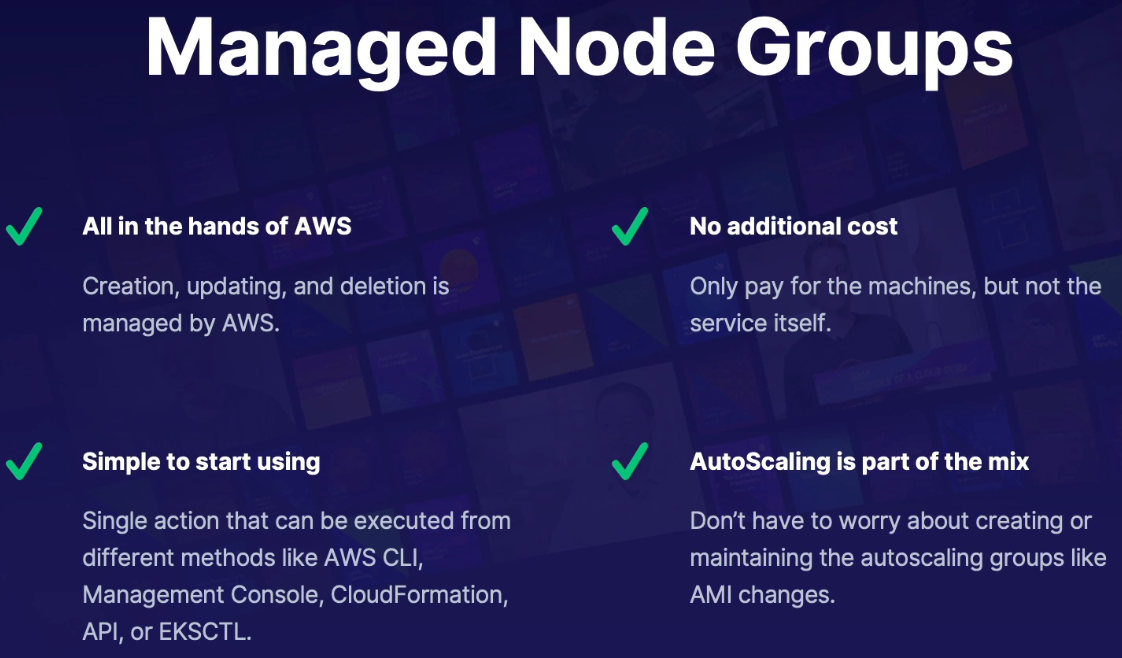 Managed Node Groups
All in the hands of AWS
Creation, updating, and deletion is
managed by AWS.
No additional cost
Only pay for the machines, but not the
service itself.
Simple to start using
Single action that can be executed from
different methods like AWS CLI,
Management Console, CloudFormation,
API, or EKSCTL.
AutoScaling is part of the mix
Don’t have to worry about creating or
maintaining the autoscaling groups like
AMI changes.